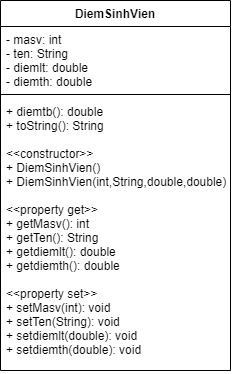 DiemSinhVien
- masv: int
- ten: String
- diemlt: double
- diemth: double
+ diemtb(): double
+ toString(): String
<<constructor>>
+ DiemSinhVien()
+ DiemSinhVien(int,String,double,double)
<<property get>>
+ getMasv(): int
+ getTen(): String
+ getdiemlt(): double
+ getdiemth(): double
<<property set>>
+ setMasv(int): void
+ setTen(String): void
+ setdiemlt(double): void
+ setdiemth(double): void